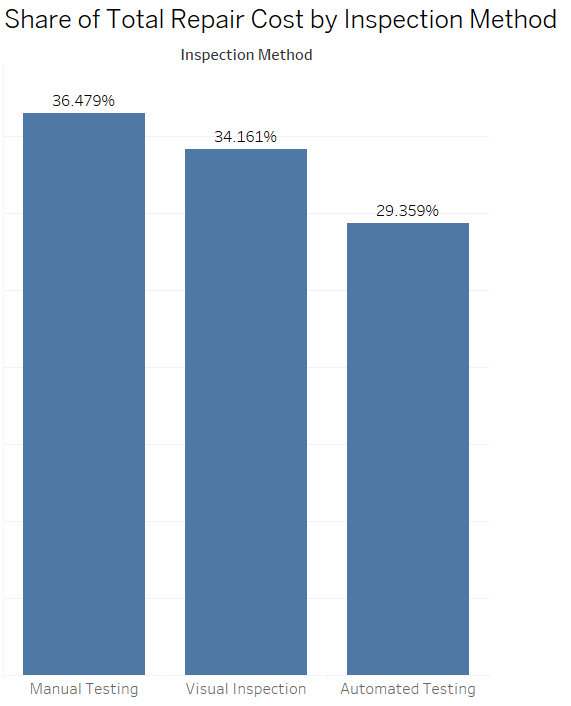 Share of Total Repair Cost by Inspection Method
Inspection Method
36.479%
34.161%
29.359%
Manual Testing
Visual Inspection
Automated Testing